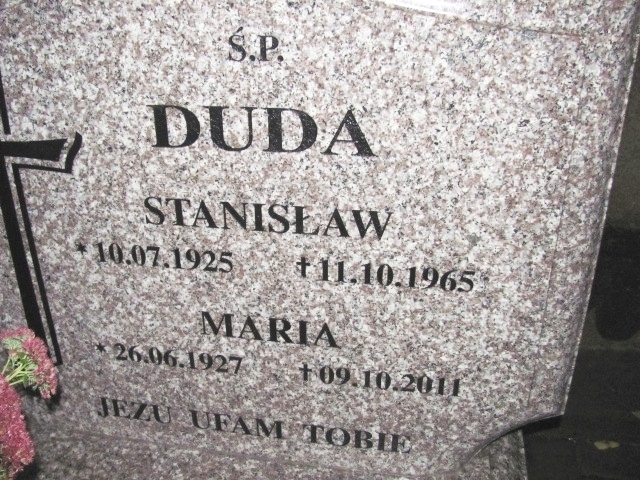 Ś.P.
DUDA
STANISŁAW
* 10.07.1925 † 11.10.1965
MARIA
* 26.06.1927 † 09.10.2011
JEZU UFAM TOBIE